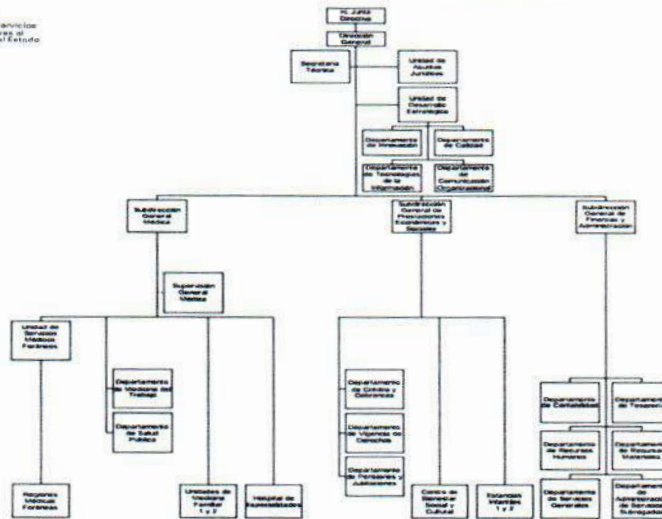 H. Junta
Directiva
Dirección
General
Secretaría
Técnica
Unidad de
Asuntos
Jurídicos
Unidad de
Desarrollo
Estratégico
Departamento
de Innovación
Departamento
de Calidad
Departamento
de Tecnologías
de la
Información
Departamento
de
Comunicación
Organizacional
Subdirección
General
Médica
Subdirección
General de
Prestaciones
Económicas y
Sociales
Subdirección
General de
Finanzas y
Administración
Supervisión
General
Médica
Unidad de
Servicios
Médicos
Foráneos
Departamento
de Medicina del
Trabajo
Departamento
de Salud
Pública
Departamento
de Crédito y
Cobranza
Departamento
de Vigencia de
Derechos
Departamento
de Pensiones y
Jubilaciones
Departamento
de Contabilidad
Departamento
de Tesorería
Departamento
de Recursos
Humanos
Departamento
de Recursos
Materiales
Regiones
Médicas
Foráneas
Unidades de
Medicina
Familiar
1 y 2
Hospital de
Especialidades
Centro de
Bienestar
Social y
Cultural
Estancias
Infantiles
1 y 2
Departamento
de Servicios
Generales
Departamento
de
Administración
de Servicios
Subrogados